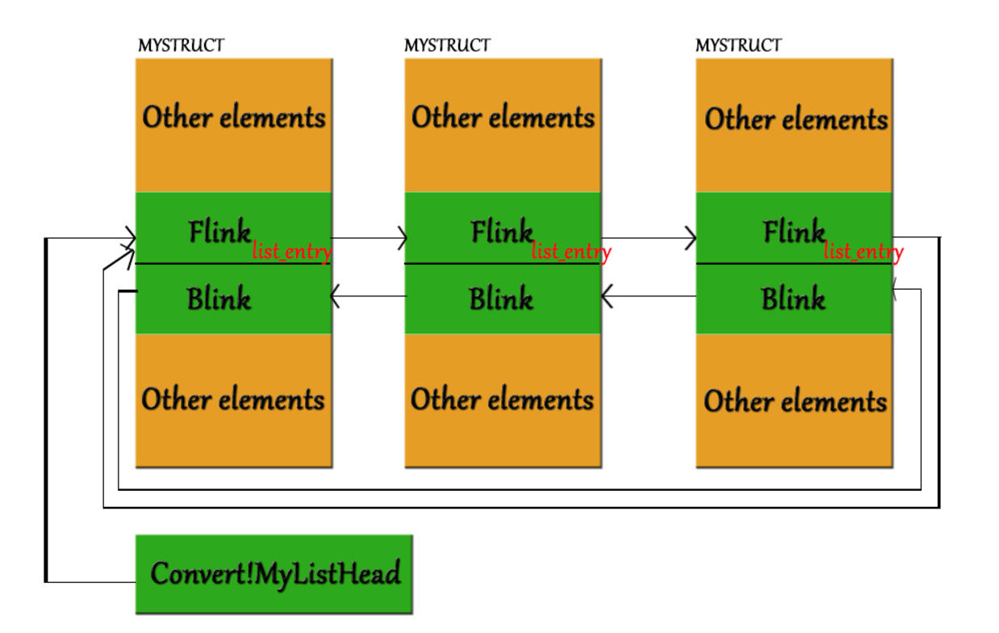 MYSTRUCT
MYSTRUCT
MYSTRUCT
Other elements
Other elements
Other elements
Flink
list_entry
Flink
list_entry
Flink
list_entry
Blink
Blink
Blink
Other elements
Other elements
Other elements
Convert!MyListHead